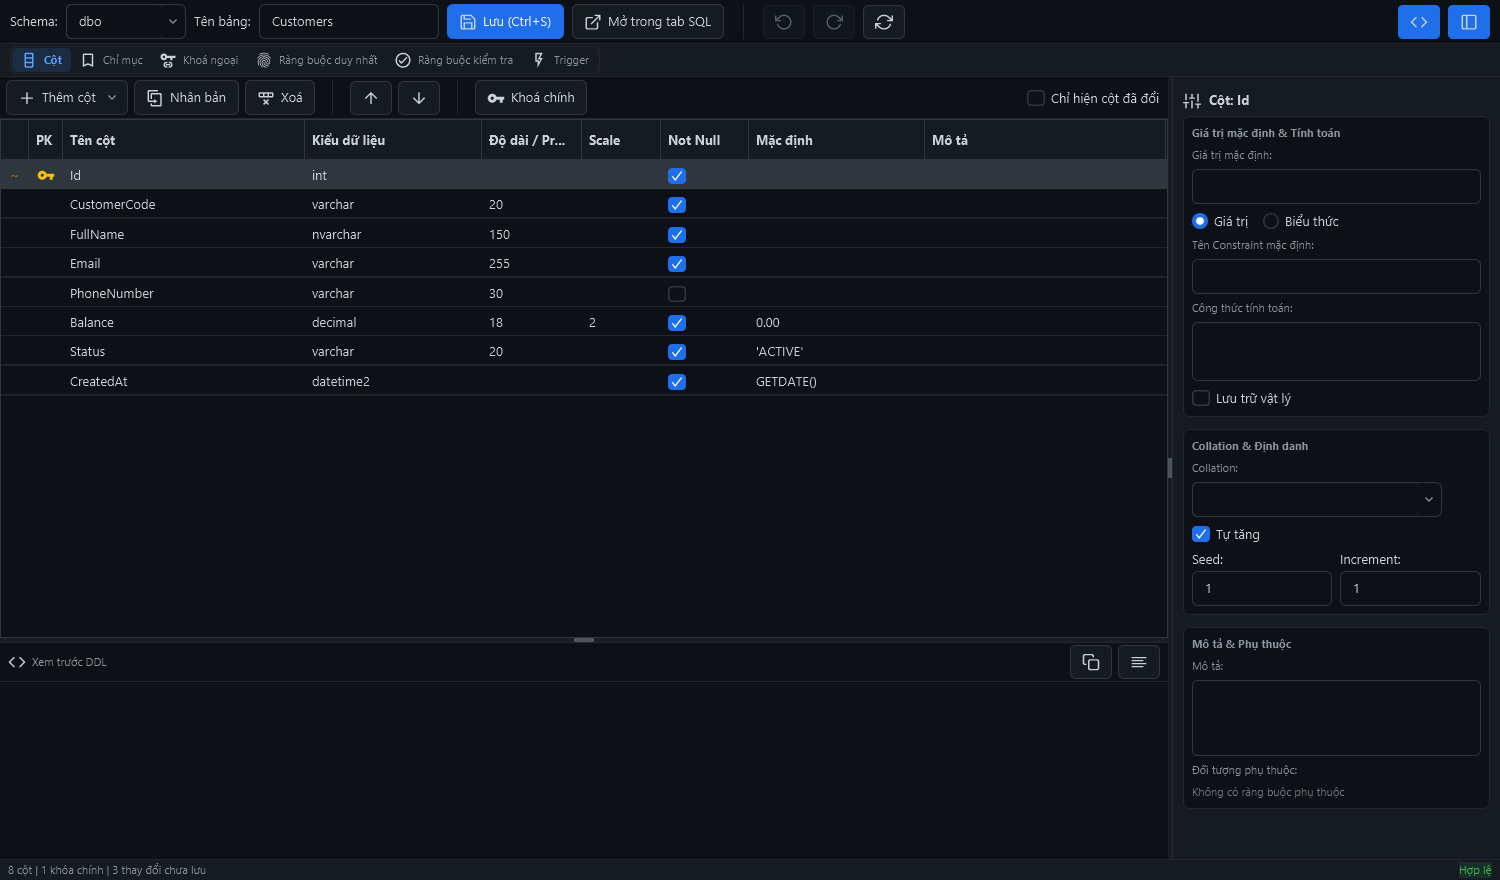 Schema: dbo Tên bảng: Customers Lưu (Ctrl+S) Mở trong tab SQL
Cột Chỉ mục Khoá ngoại Ràng buộc duy nhất Ràng buộc kiểm tra Trigger
Thêm cột Nhân bản Xoá Khoá chính Chỉ hiện cột đã đổi
PK Tên cột Kiểu dữ liệu Độ dài / Pr... Scale Not Null Mặc định Mô tả
~ Id int
CustomerCode varchar 20
FullName nvarchar 150
Email varchar 255
PhoneNumber varchar 30
Balance decimal 18 2 0.00
Status varchar 20 'ACTIVE'
CreatedAt datetime2 GETDATE()
Xem trước DDL
Cột: Id
Giá trị mặc định & Tính toán
Giá trị mặc định:
Giá trị Biểu thức
Tên Constraint mặc định:
Công thức tính toán:
Lưu trữ vật lý
Collation & Định danh
Collation:
Tự tăng
Seed: Increment:
1 1
Mô tả & Phụ thuộc
Mô tả:
Đối tượng phụ thuộc:
Không có ràng buộc phụ thuộc
8 cột | 1 khóa chính | 3 thay đổi chưa lưu Hợp lệ